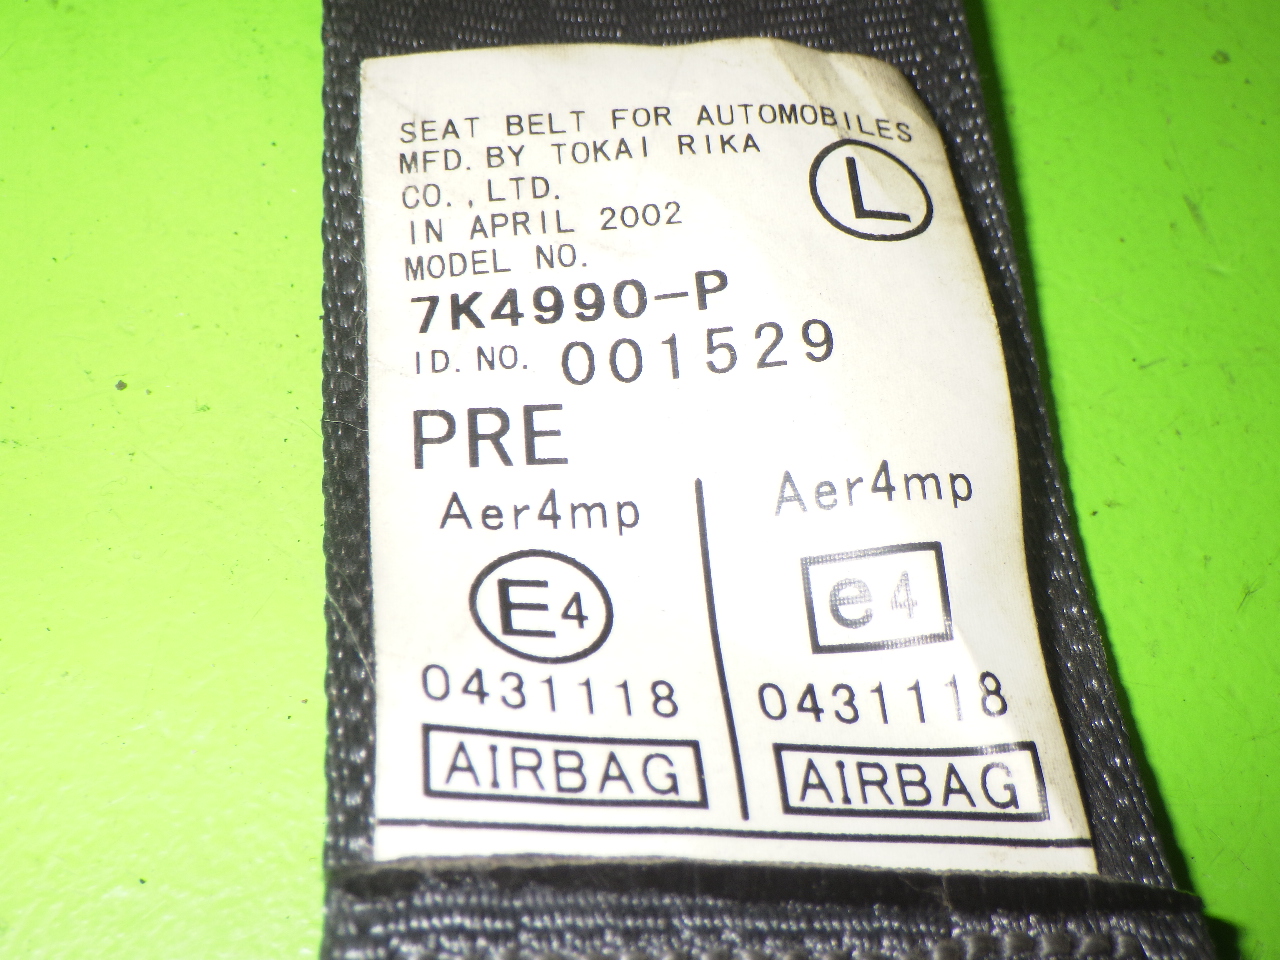 SEAT BELT FOR AUTOMOBILES
MFD. BY TOKAI RIKA
CO., LTD.
L
IN APRIL 2002
MODEL NO.
7K4990-P
ID. NO. 001529
PRE
Aer4mp
E4
0431118
AIRBAG
Aer4mp
e4
0431118
AIRBAG